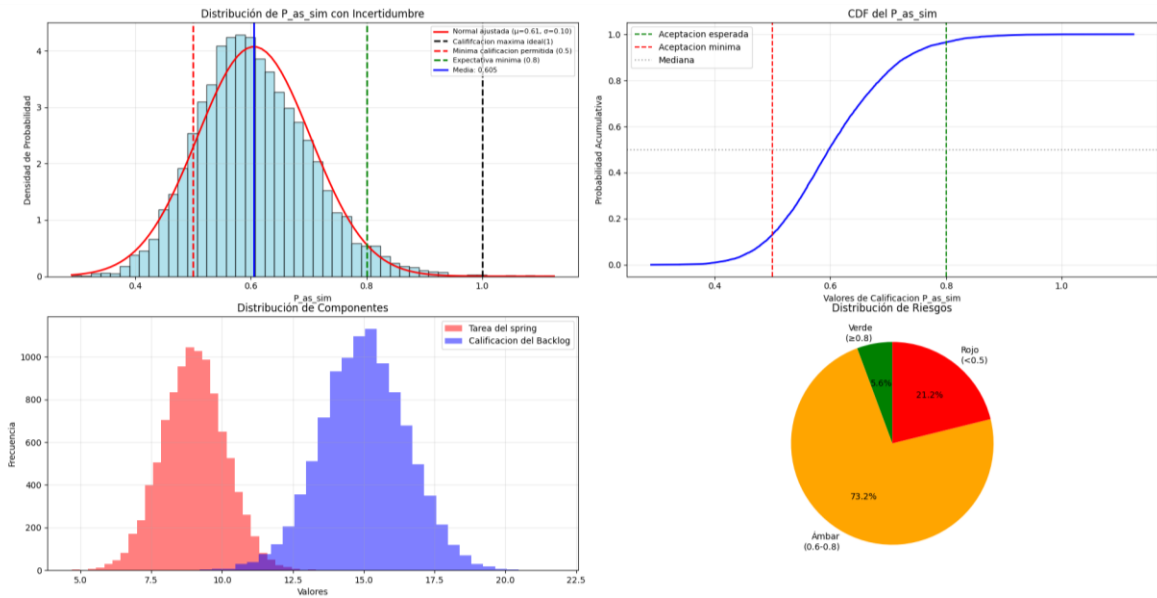 Distribución de P_as_sim con Incertidumbre
Normal ajustada (μ=0.61, σ=0.10)
Califficacion maxima ideal(1)
Minima calificacion permitida (0.5)
Expectativa minima (0.8)
Media: 0.605
Densidad de Probabilidad
4
3
2
1
0
0.4
0.6
0.8
1.0
P_as_sim
CDF del P_as_sim
Aceptacion esperada
Aceptacion minima
Mediana
Probabilidad Acumulativa
1.0
0.8
0.6
0.4
0.2
0.0
0.4
0.6
0.8
1.0
Valores de Calificacion P_as_sim
Distribución de Componentes
Tarea del spring
Calificacion del Backlog
Frecuencia
1000
800
600
400
200
0
5.0
7.5
10.0
12.5
15.0
17.5
20.0
22.5
Valores
Distribución de Riesgos
Verde
(≥0.8)
5.6%
Rojo
(<0.5)
21.2%
73.2%
Ámbar
(0.6-0.8)